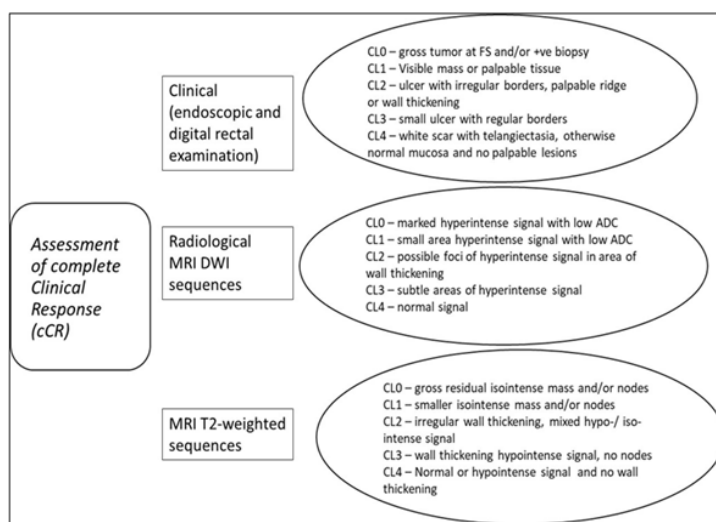 Assessment
of complete
Clinical
Response
(cCR)
Clinical
(endoscopic and
digital rectal
examination)
CL0 – gross tumor at FS and/or +ve biopsy
CL1 – Visible mass or palpable tissue
CL2 – ulcer with irregular borders, palpable ridge
or wall thickening
CL3 – small ulcer with regular borders
CL4 – white scar with telangiectasia, otherwise
normal mucosa and no palpable lesions
Radiological
MRI DWI
sequences
CL0 – marked hyperintense signal with low ADC
CL1 – small area hyperintense signal with low ADC
CL2 – possible foci of hyperintense signal in area of
wall thickening
CL3 – subtle areas of hyperintense signal
CL4 – normal signal
MRI T2-weighted
sequences
CL0 – gross residual isointense mass and/or nodes
CL1 – smaller isointense mass and/or nodes
CL2 – irregular wall thickening, mixed hypo-/ iso-
intense signal
CL3 – wall thickening hypointense signal, no nodes
CL4 – Normal or hypointense signal and no wall
thickening